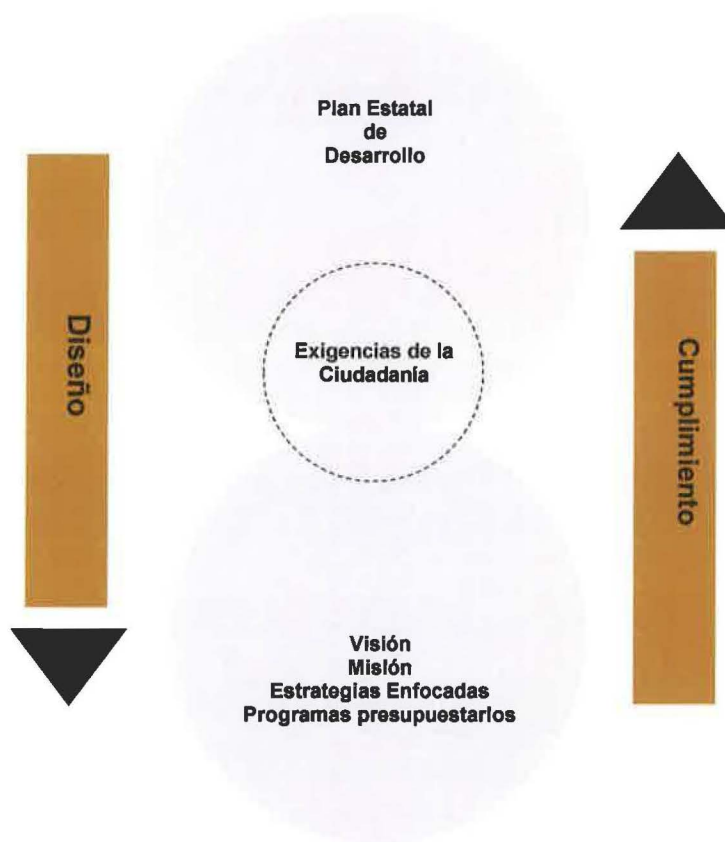 Plan Estatal
de
Desarrollo
Diseño
Exigencias de la
Ciudadanía
Cumplimiento
Visión
Misión
Estrategias Enfocadas
Programas presupuestarios